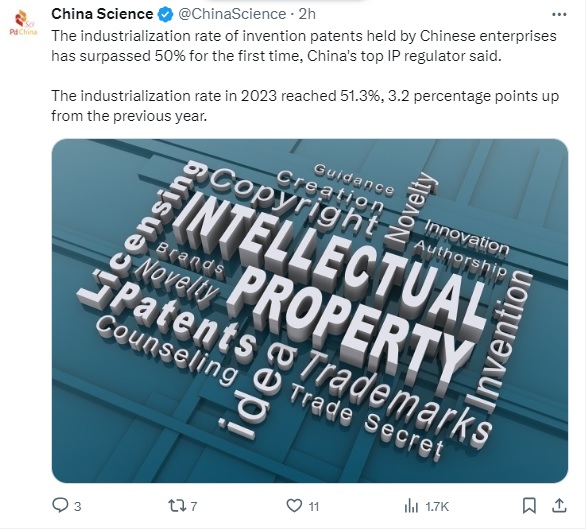 China Science @ChinaScience · 2h
The industrialization rate of invention patents held by Chinese enterprises
has surpassed 50% for the first time, China's top IP regulator said.
The industrialization rate in 2023 reached 51.3%, 3.2 percentage points up
from the previous year.
Sci
PdChina
Guidance
Creation
Copyright
Novelty
Licensing
INTELLECTUAL
Innovation
Authorship
Brands
Novelty
PROPERTY
Patents
Invention
Counseling
idea
Trademarks
Trade Secret
3 7 11 1.7K